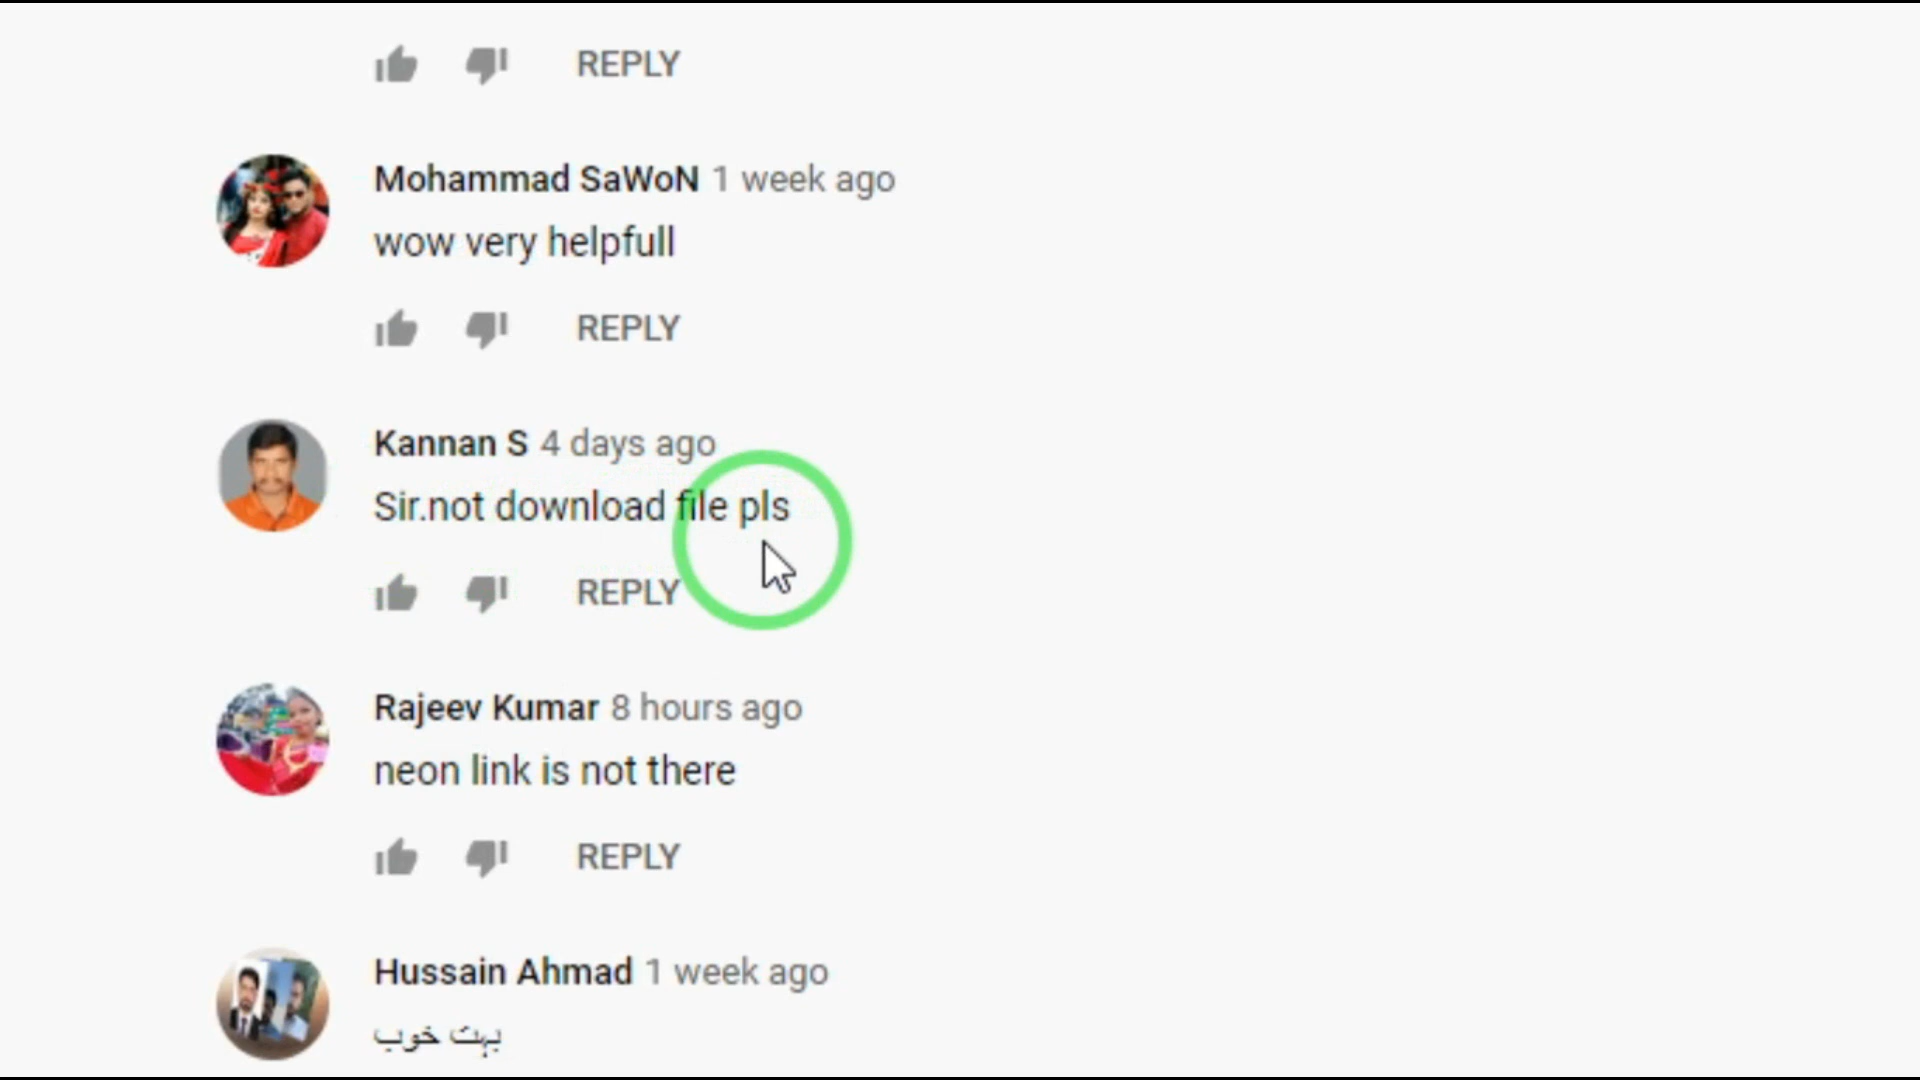 REPLY
Mohammad SaWoN 1 week ago
wow very helpfull
REPLY
Kannan S 4 days ago
Sir.not download file pls
REPLY
Rajeev Kumar 8 hours ago
neon link is not there
REPLY
Hussain Ahmad 1 week ago
بہت خوب